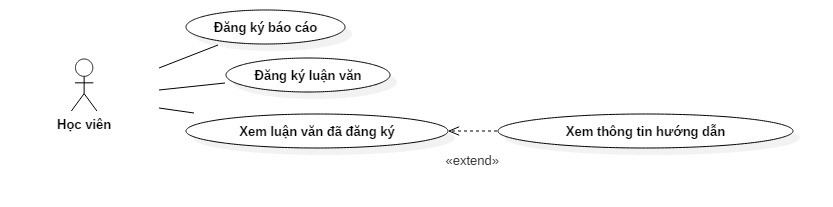 Đăng ký báo cáo
Đăng ký luận văn
Học viên
Xem luận văn đã đăng ký
Xem thông tin hướng dẫn
«extend»